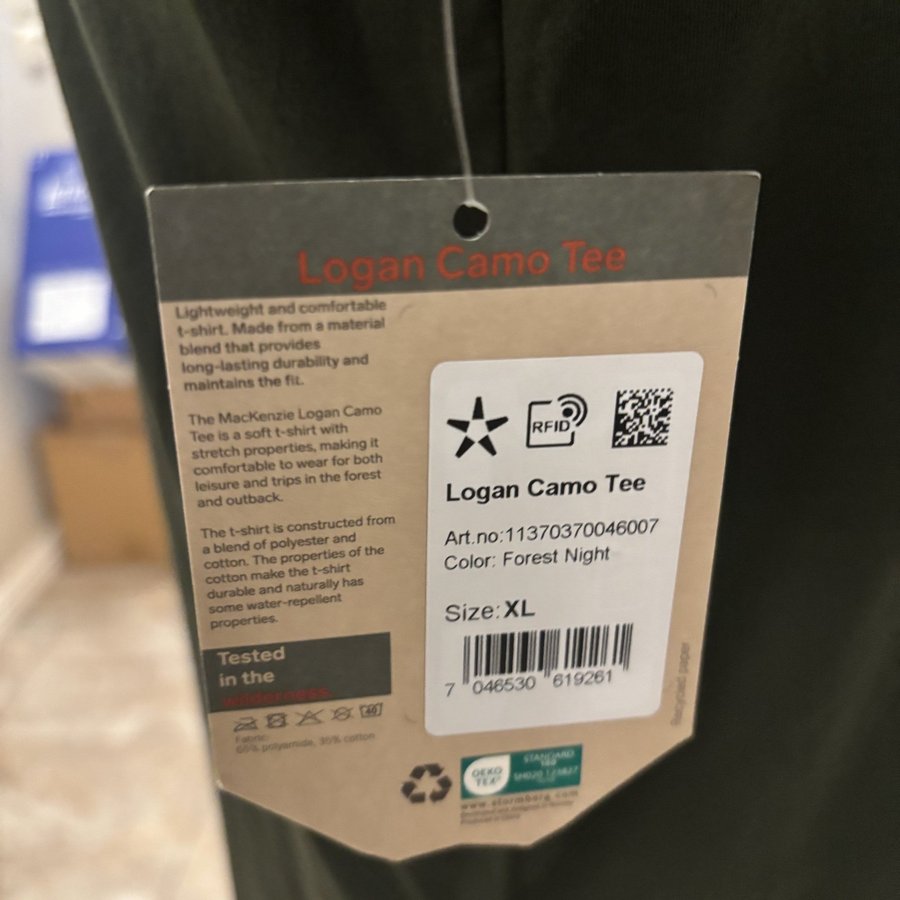 Logan Camo Tee
Lightweight and comfortable
t-shirt. Made from a material
blend that provides
long-lasting durability and
maintains the fit.
The MacKenzie Logan Camo
Tee is a soft t-shirt with
stretch properties, making it
comfortable to wear for both
leisure and trips in the forest
and outback.
The t-shirt is constructed from
a blend of polyester and
cotton. The properties of the
cotton make the t-shirt
durable and naturally has
some water-repellent
properties.
Tested
in the
wilderness.
40
Fabric:
65% polyamide, 35% cotton
RFID
Logan Camo Tee
Art.no:11370370046007
Color: Forest Night
Size: XL
7 046530 619261
Recycled paper
OEKO
TEX®
STANDARD
100
www.stormberg.com